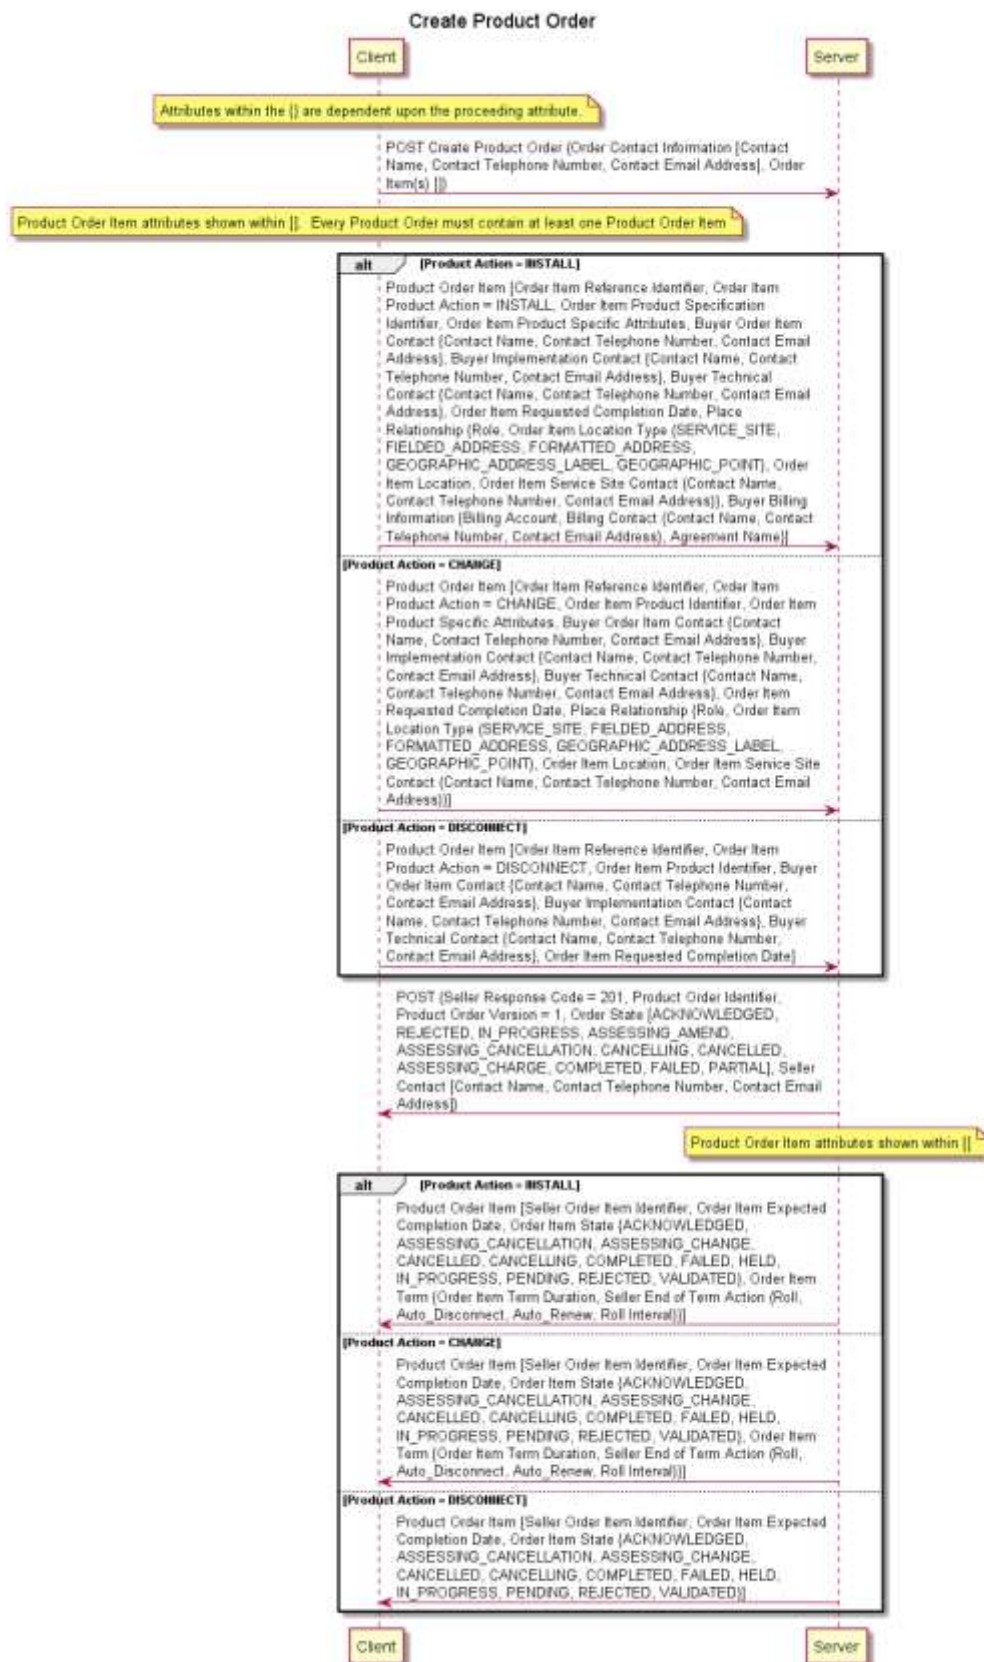 Create Product Order
Client
Server
Attributes within the {} are dependent upon the proceeding attribute.
POST Create Product Order (Order Contact Information [Contact
Name, Contact Telephone Number, Contact Email Address], Order
Item(s) [])
Product Order Item attributes shown within []. Every Product Order must contain at least one Product Order Item
alt [Product Action = INSTALL]
Product Order Item [Order Item Reference Identifier, Order Item
Product Action = INSTALL, Order Item Product Specification
Identifier, Order Item Product Specific Attributes, Buyer Order Item
Contact {Contact Name, Contact Telephone Number, Contact Email
Address}, Buyer Implementation Contact {Contact Name, Contact
Telephone Number, Contact Email Address}, Buyer Technical
Contact {Contact Name, Contact Telephone Number, Contact Email
Address}, Order Item Requested Completion Date, Place
Relationship {Role, Order Item Location Type (SERVICE_SITE,
FIELDED_ADDRESS, FORMATTED_ADDRESS,
GEOGRAPHIC_ADDRESS_LABEL, GEOGRAPHIC_POINT), Order
Item Location, Order Item Service Site Contact (Contact Name,
Contact Telephone Number, Contact Email Address)}, Buyer Billing
Information {Billing Account, Billing Contact (Contact Name, Contact
Telephone Number, Contact Email Address), Agreement Name}]
[Product Action = CHANGE]
Product Order Item [Order Item Reference Identifier, Order Item
Product Action = CHANGE, Order Item Product Identifier, Order Item
Product Specific Attributes, Buyer Order Item Contact {Contact
Name, Contact Telephone Number, Contact Email Address}, Buyer
Implementation Contact {Contact Name, Contact Telephone Number,
Contact Email Address}, Buyer Technical Contact {Contact Name,
Contact Telephone Number, Contact Email Address}, Order Item
Requested Completion Date, Place Relationship {Role, Order Item
Location Type (SERVICE_SITE, FIELDED_ADDRESS,
FORMATTED_ADDRESS, GEOGRAPHIC_ADDRESS_LABEL,
GEOGRAPHIC_POINT), Order Item Location, Order Item Service Site
Contact (Contact Name, Contact Telephone Number, Contact Email
Address)}]
[Product Action = DISCONNECT]
Product Order Item [Order Item Reference Identifier, Order Item
Product Action = DISCONNECT, Order Item Product Identifier, Buyer
Order Item Contact {Contact Name, Contact Telephone Number,
Contact Email Address}, Buyer Implementation Contact {Contact
Name, Contact Telephone Number, Contact Email Address}, Buyer
Technical Contact {Contact Name, Contact Telephone Number,
Contact Email Address}, Order Item Requested Completion Date]
POST (Seller Response Code = 201, Product Order Identifier,
Product Order Version = 1, Order State [ACKNOWLEDGED,
REJECTED, IN_PROGRESS, ASSESSING_AMEND,
ASSESSING_CANCELLATION, CANCELLING, CANCELLED,
ASSESSING_CHARGE, COMPLETED, FAILED, PARTIAL], Seller
Contact [Contact Name, Contact Telephone Number, Contact Email
Address])
Product Order Item attributes shown within []
alt [Product Action = INSTALL]
Product Order Item [Seller Order Item Identifier, Order Item Expected
Completion Date, Order Item State {ACKNOWLEDGED,
ASSESSING_CANCELLATION, ASSESSING_CHANGE,
CANCELLED, CANCELLING, COMPLETED, FAILED, HELD,
IN_PROGRESS, PENDING, REJECTED, VALIDATED}, Order Item
Term {Order Item Term Duration, Seller End of Term Action (Roll,
Auto_Disconnect, Auto_Renew, Roll Interval)}]
[Product Action = CHANGE]
Product Order Item [Seller Order Item Identifier, Order Item Expected
Completion Date, Order Item State {ACKNOWLEDGED,
ASSESSING_CANCELLATION, ASSESSING_CHANGE,
CANCELLED, CANCELLING, COMPLETED, FAILED, HELD,
IN_PROGRESS, PENDING, REJECTED, VALIDATED}, Order Item
Term {Order Item Term Duration, Seller End of Term Action (Roll,
Auto_Disconnect, Auto_Renew, Roll Interval)}]
[Product Action = DISCONNECT]
Product Order Item [Seller Order Item Identifier, Order Item Expected
Completion Date, Order Item State {ACKNOWLEDGED,
ASSESSING_CANCELLATION, ASSESSING_CHANGE,
CANCELLED, CANCELLING, COMPLETED, FAILED, HELD,
IN_PROGRESS, PENDING, REJECTED, VALIDATED}]
Client
Server